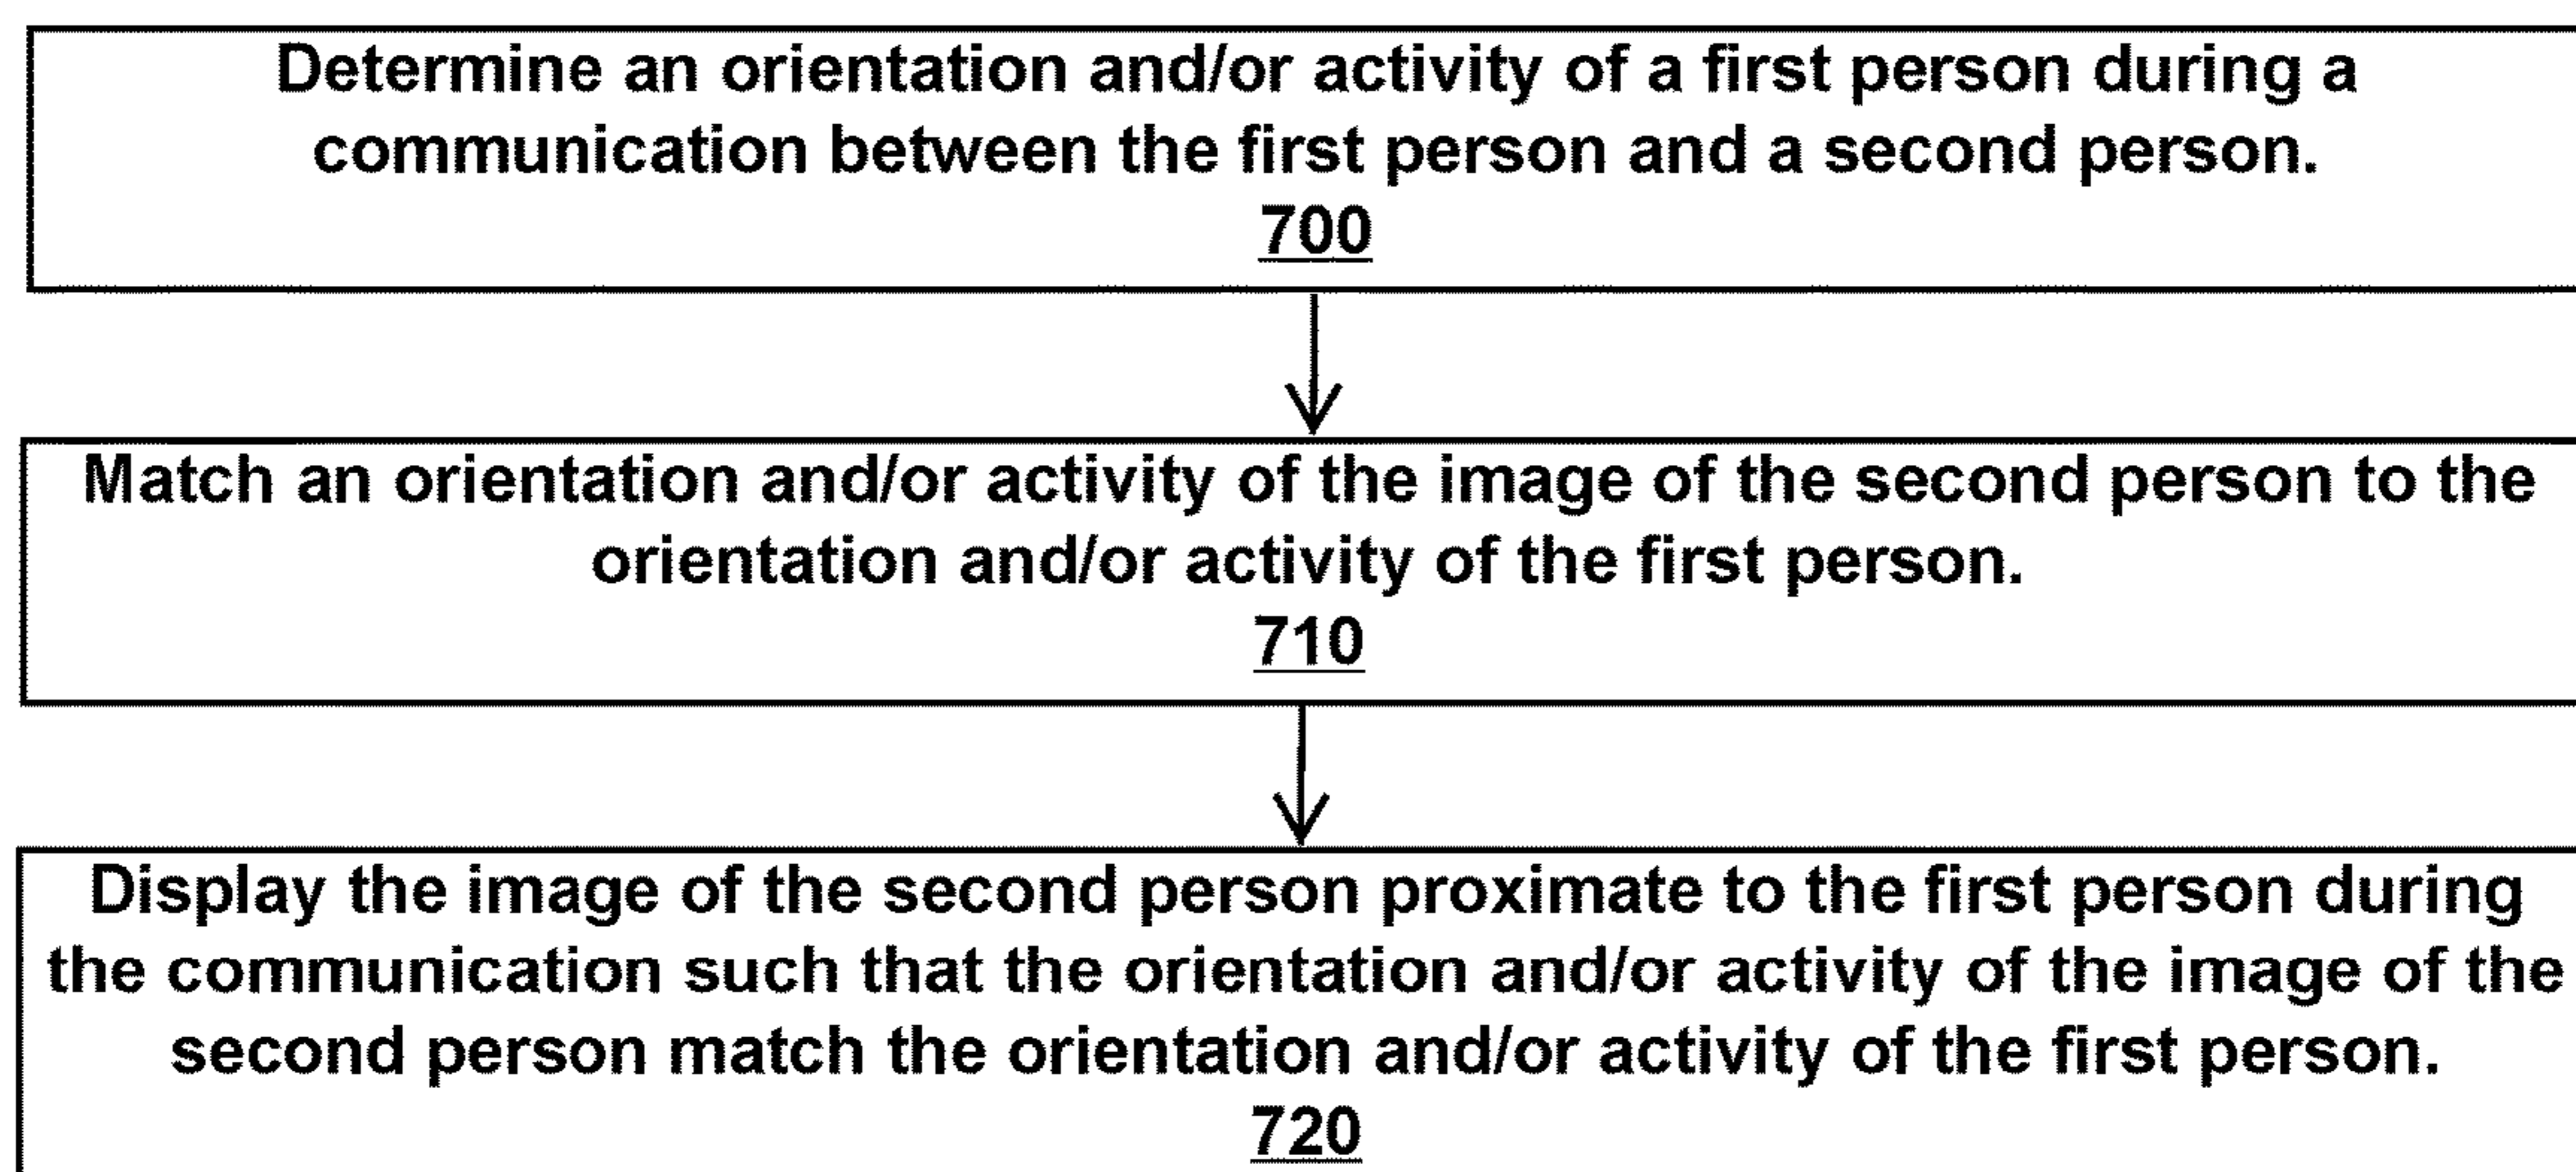 Determine an orientation and/or activity of a first person during a
communication between the first person and a second person.
700
Match an orientation and/or activity of the image of the second person to the
orientation and/or activity of the first person.
710
Display the image of the second person proximate to the first person during
the communication such that the orientation and/or activity of the image of the
second person match the orientation and/or activity of the first person.
720